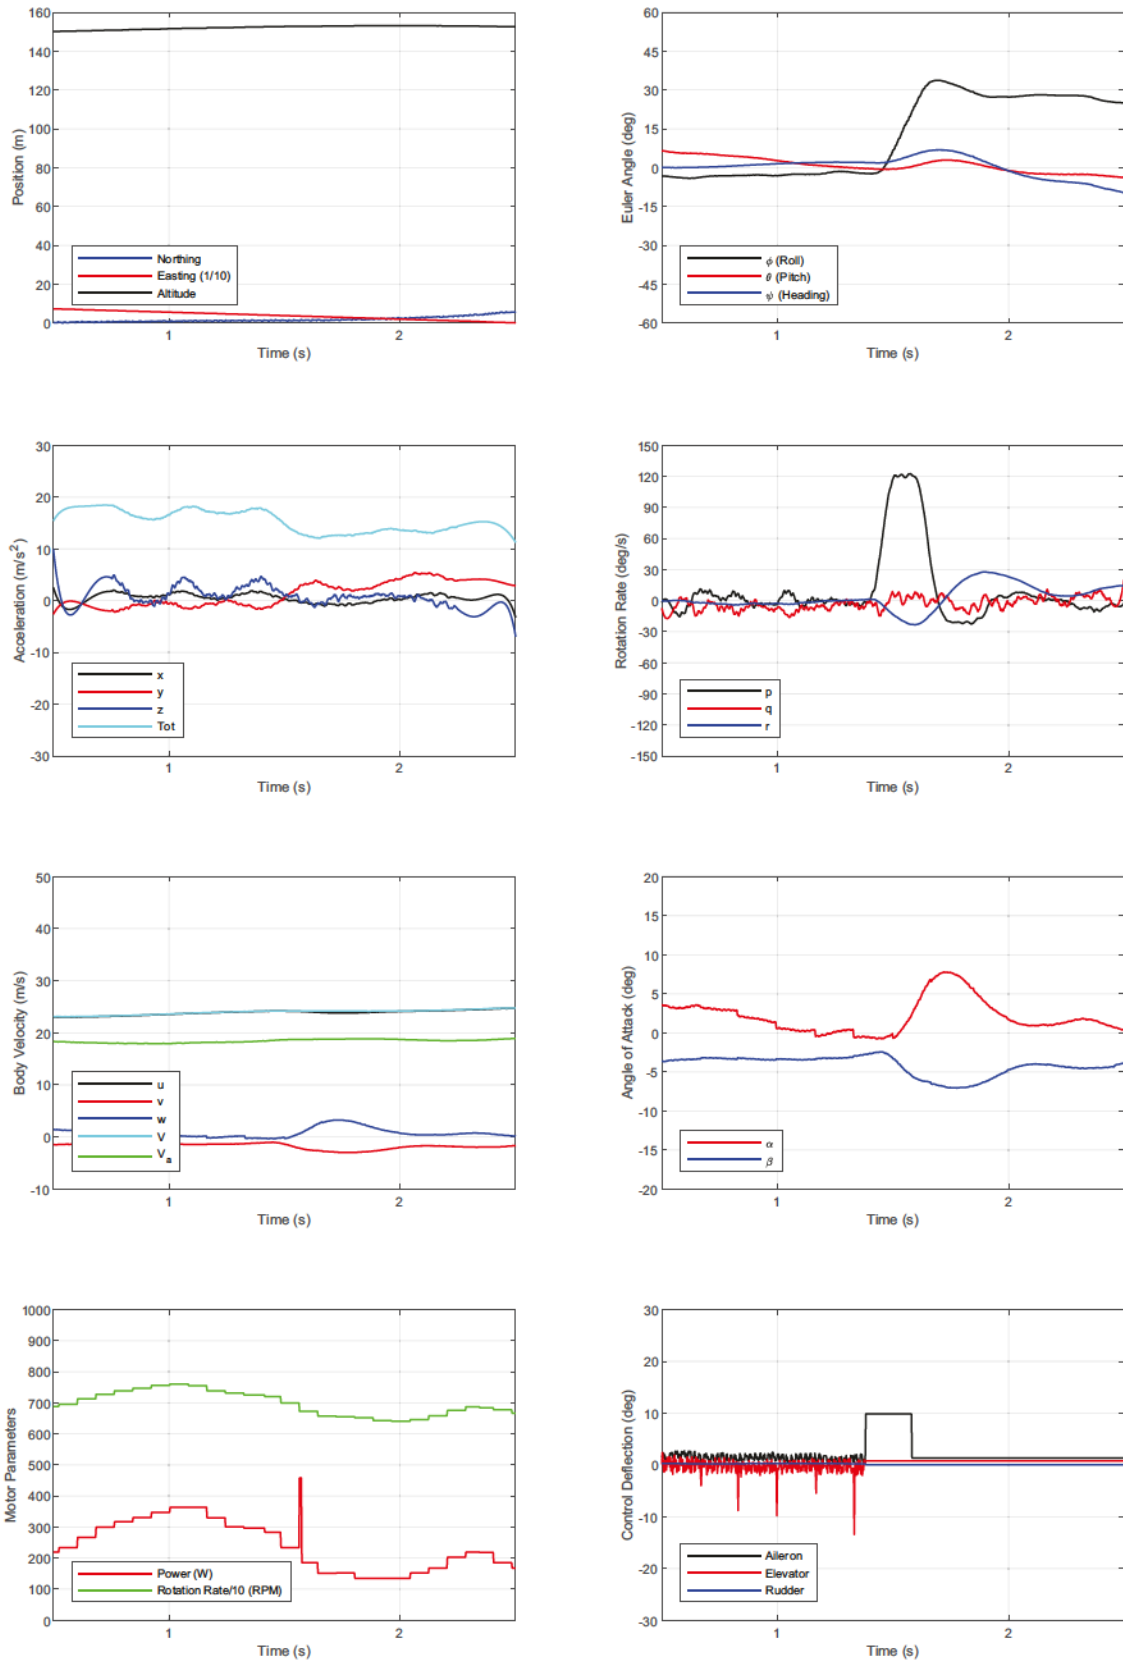 160
140
120
100
80
60
40
20
0
Position (m)
Northing
Easting (1/10)
Altitude
1
2
Time (s)
60
45
30
15
0
-15
-30
-45
-60
Euler Angle (deg)
ϕ (Roll)
θ (Pitch)
ψ (Heading)
1
2
Time (s)
30
20
10
0
-10
-20
-30
Acceleration (m/s²)
x
y
z
Tot
1
2
Time (s)
150
120
90
60
30
0
-30
-60
-90
-120
-150
Rotation Rate (deg/s)
p
q
r
1
2
Time (s)
50
40
30
20
10
0
-10
Body Velocity (m/s)
u
v
w
V
Vₐ
1
2
Time (s)
20
15
10
5
0
-5
-10
-15
-20
Angle of Attack (deg)
α
β
1
2
Time (s)
1000
900
800
700
600
500
400
300
200
100
0
Motor Parameters
Power (W)
Rotation Rate/10 (RPM)
1
2
Time (s)
30
20
10
0
-10
-20
-30
Control Deflection (deg)
Aileron
Elevator
Rudder
1
2
Time (s)